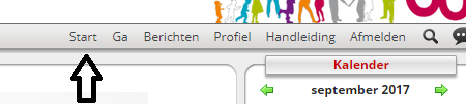 Start Ga Berichten Profiel Handleiding Afmelden
Kalender
september 2017